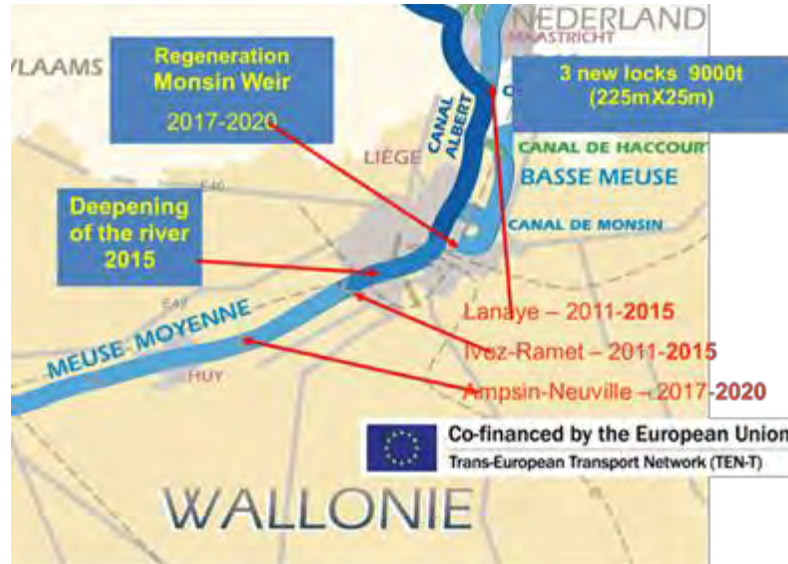 NEDERLAND
MAASTRICHT
VLAAMS
Regeneration
Monsin Weir
2017-2020
3 new locks 9000t
(225mX25m)
C
CANAL ALBERT
LIÈGE
CANAL DE HACCOURT
BASSE MEUSE
CANAL DE MONSIN
E40
Deepening
of the river
2015
E42
MEUSE MOYENNE
HUY
Lanaye – 2011-2015
Ivoz-Ramet – 2011-2015
Ampsin-Neuville – 2017-2020
Co-financed by the European Union
Trans-European Transport Network (TEN-T)
WALLONIE